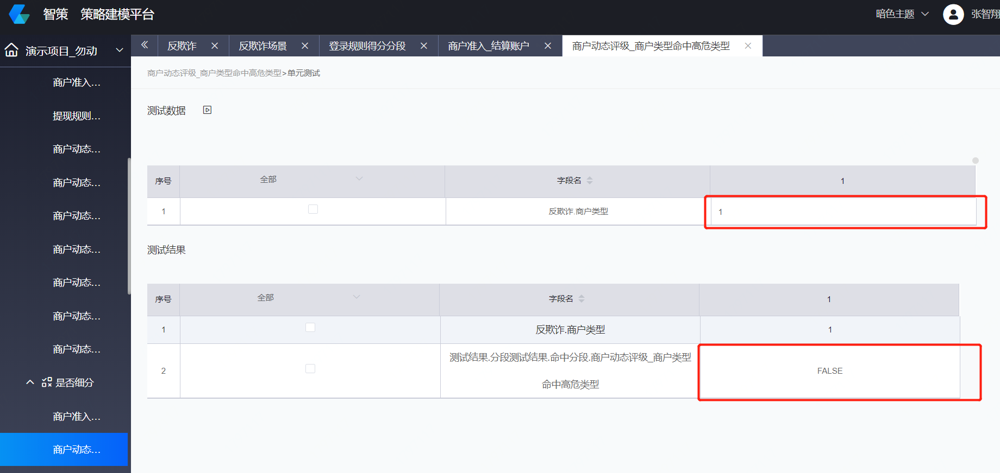 智策 策略建模平台
暗色主题
张智翔
演示项目_勿动
反欺诈
反欺诈场景
登录规则得分分段
商户准入_结算账户
商户动态评级_商户类型命中高危类型
商户动态评级_商户类型命中高危类型>单元测试
商户准入...
提现规则...
商户动态...
商户动态...
商户动态...
商户动态...
商户动态...
商户动态...
商户动态...
是否细分
商户准入...
商户动态...
测试数据
序号 全部 字段名 1
1 反欺诈.商户类型 1
测试结果
序号 全部 字段名 1
1 反欺诈.商户类型 1
2 测试结果.分段测试结果.命中分段.商户动态评级_商户类型 FALSE
命中高危类型